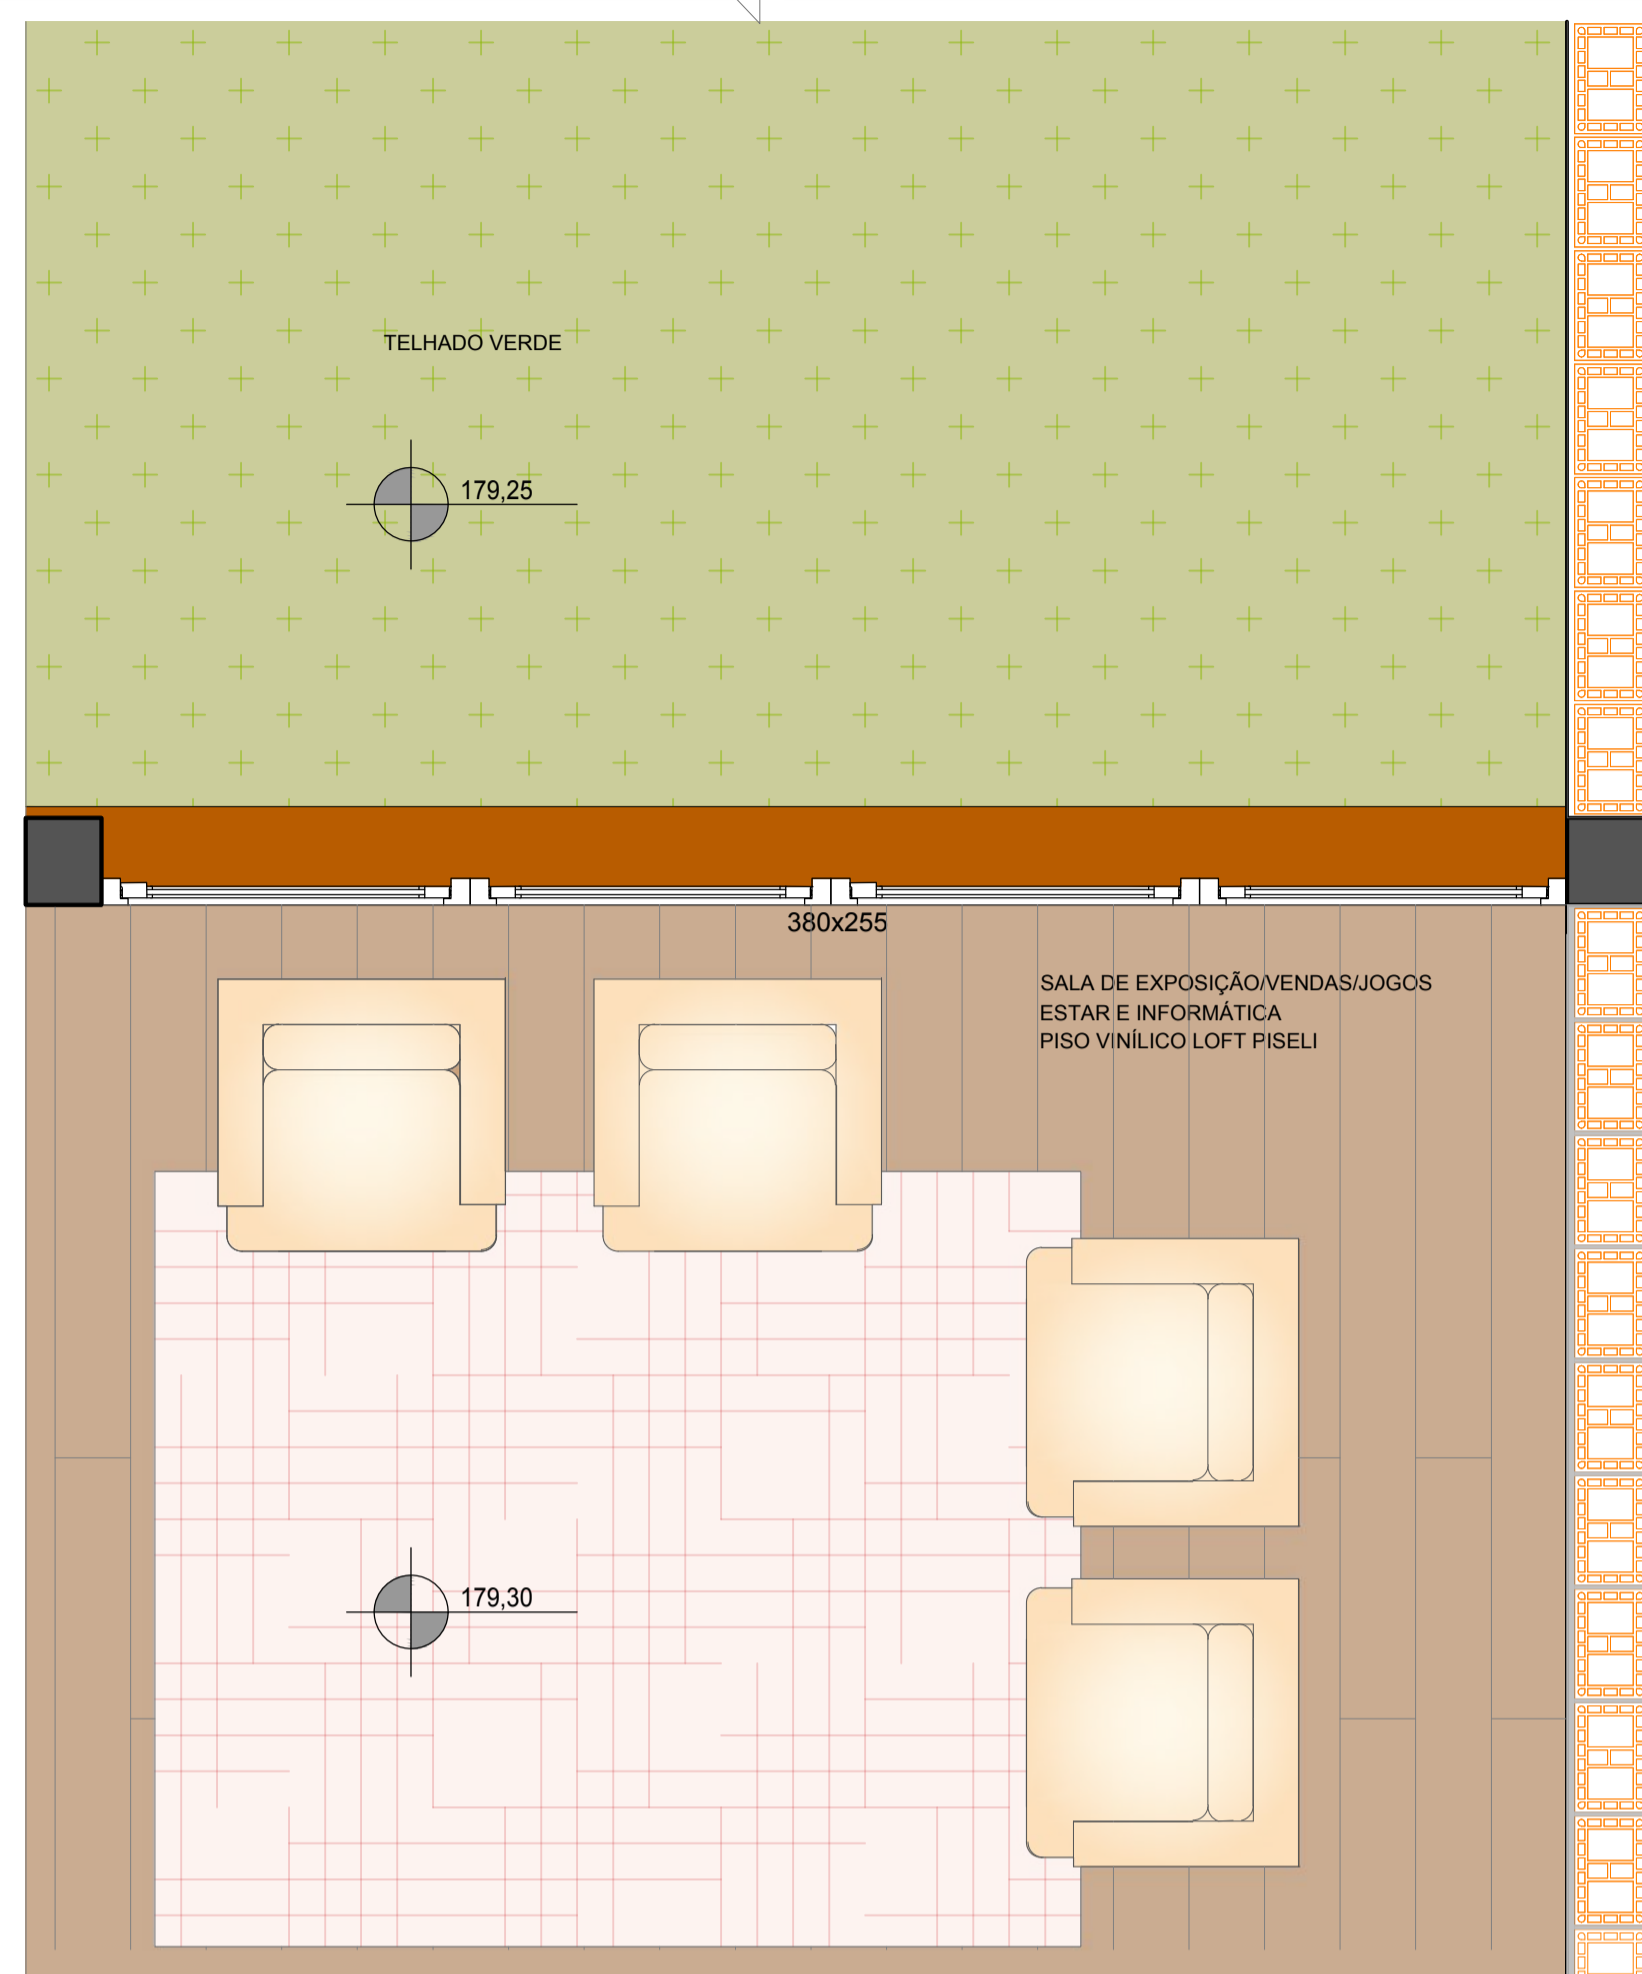 TELHADO VERDE
179,25
380x255
SALA DE EXPOSIÇÃO/VENDAS/JOGOS
ESTAR E INFORMÁTICA
PISO VINÍLICO LOFT PISELI
179,30